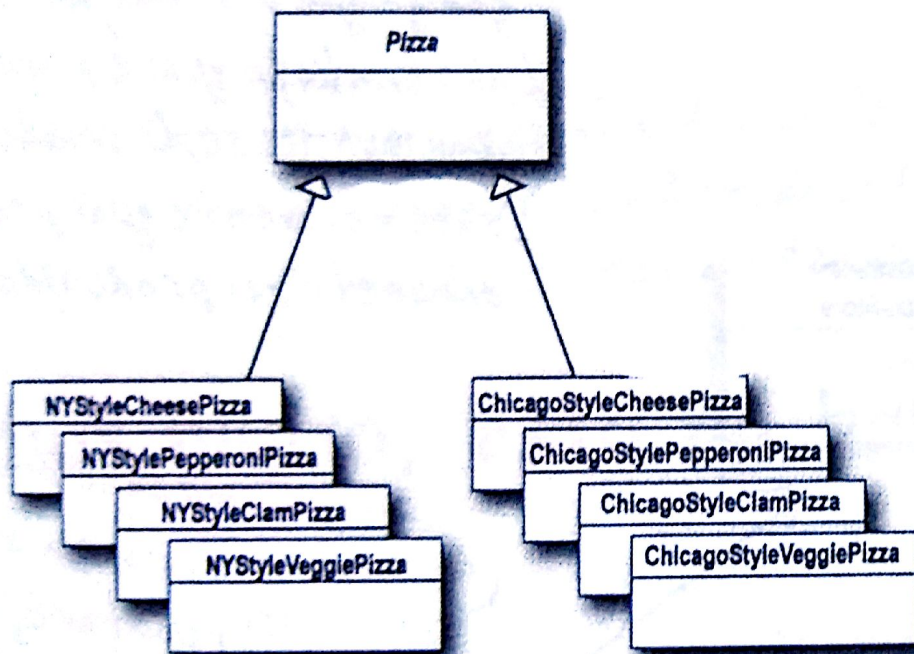 Pizza
NYStyleCheesePizza
NYStylePepperoniPizza
NYStyleClamPizza
NYStyleVeggiePizza
ChicagoStyleCheesePizza
ChicagoStylePepperoniPizza
ChicagoStyleClamPizza
ChicagoStyleVeggiePizza